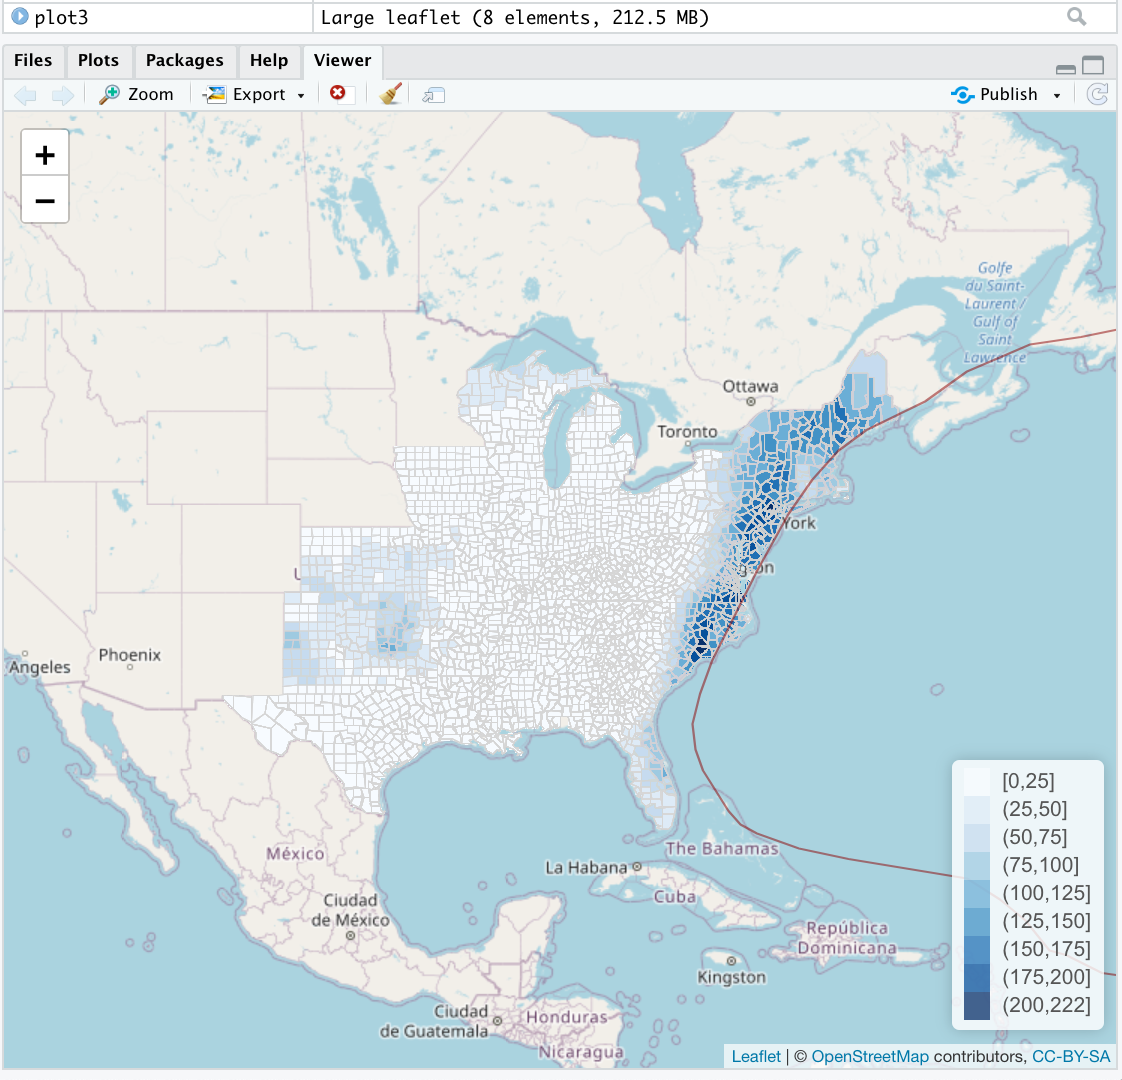 plot3
Large leaflet (8 elements, 212.5 MB)
Files
Plots
Packages
Help
Viewer
Zoom
Export
Publish
+
−
Golfe
du Saint-
Laurent /
Gulf of
Saint
Lawrence
Ottawa
Toronto
York
Angeles
Phoenix
México
Ciudad
de México
La Habana
The Bahamas
Cuba
República
Dominicana
Kingston
Ciudad
de Guatemala
Honduras
Nicaragua
[0,25]
(25,50]
(50,75]
(75,100]
(100,125]
(125,150]
(150,175]
(175,200]
(200,222]
Leaflet | © OpenStreetMap contributors, CC-BY-SA